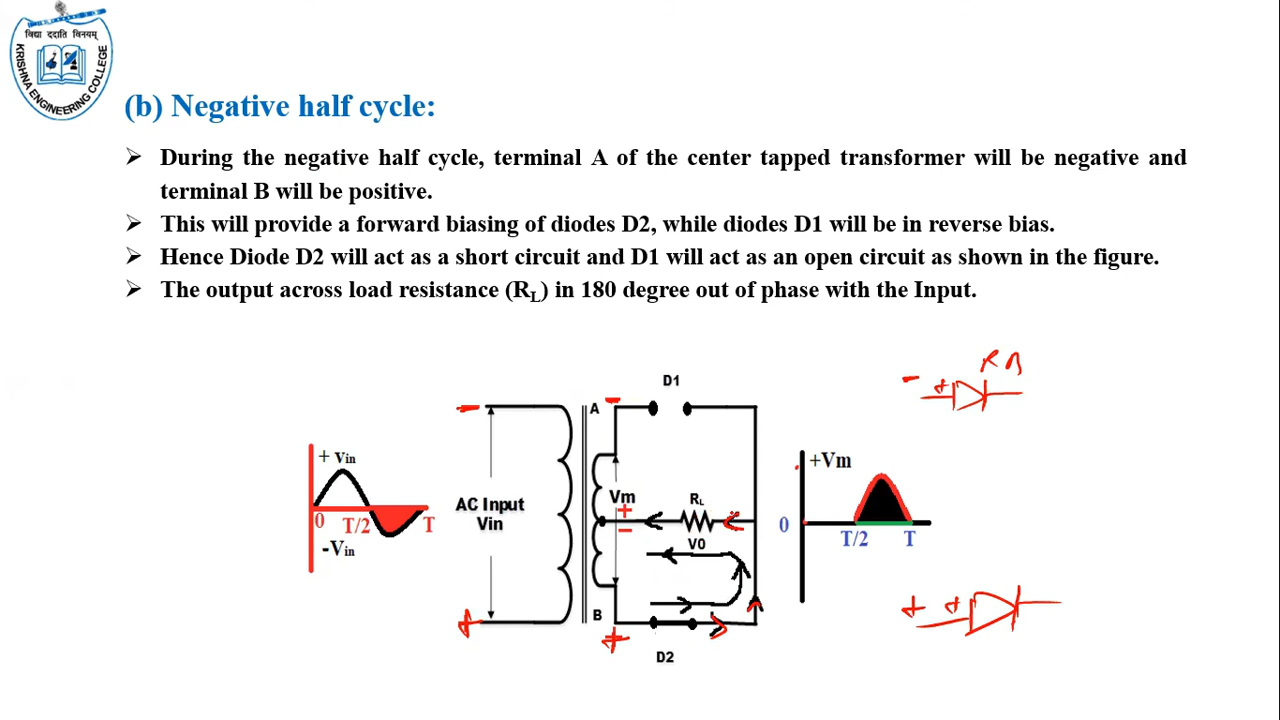 विद्या ददाति विनयम्
KRISHNA ENGINEERING COLLEGE
(b) Negative half cycle:
➢ During the negative half cycle, terminal A of the center tapped transformer will be negative and
terminal B will be positive.
➢ This will provide a forward biasing of diodes D2, while diodes D1 will be in reverse bias.
➢ Hence Diode D2 will act as a short circuit and D1 will act as an open circuit as shown in the figure.
➢ The output across load resistance (RL) in 180 degree out of phase with the Input.
D1
A
+ Vin
0 T/2 T
-Vin
AC Input
Vin
Vm
+
-
RL
V0
B
D2
+Vm
0
T/2 T
- +
+ +
- -
+ +